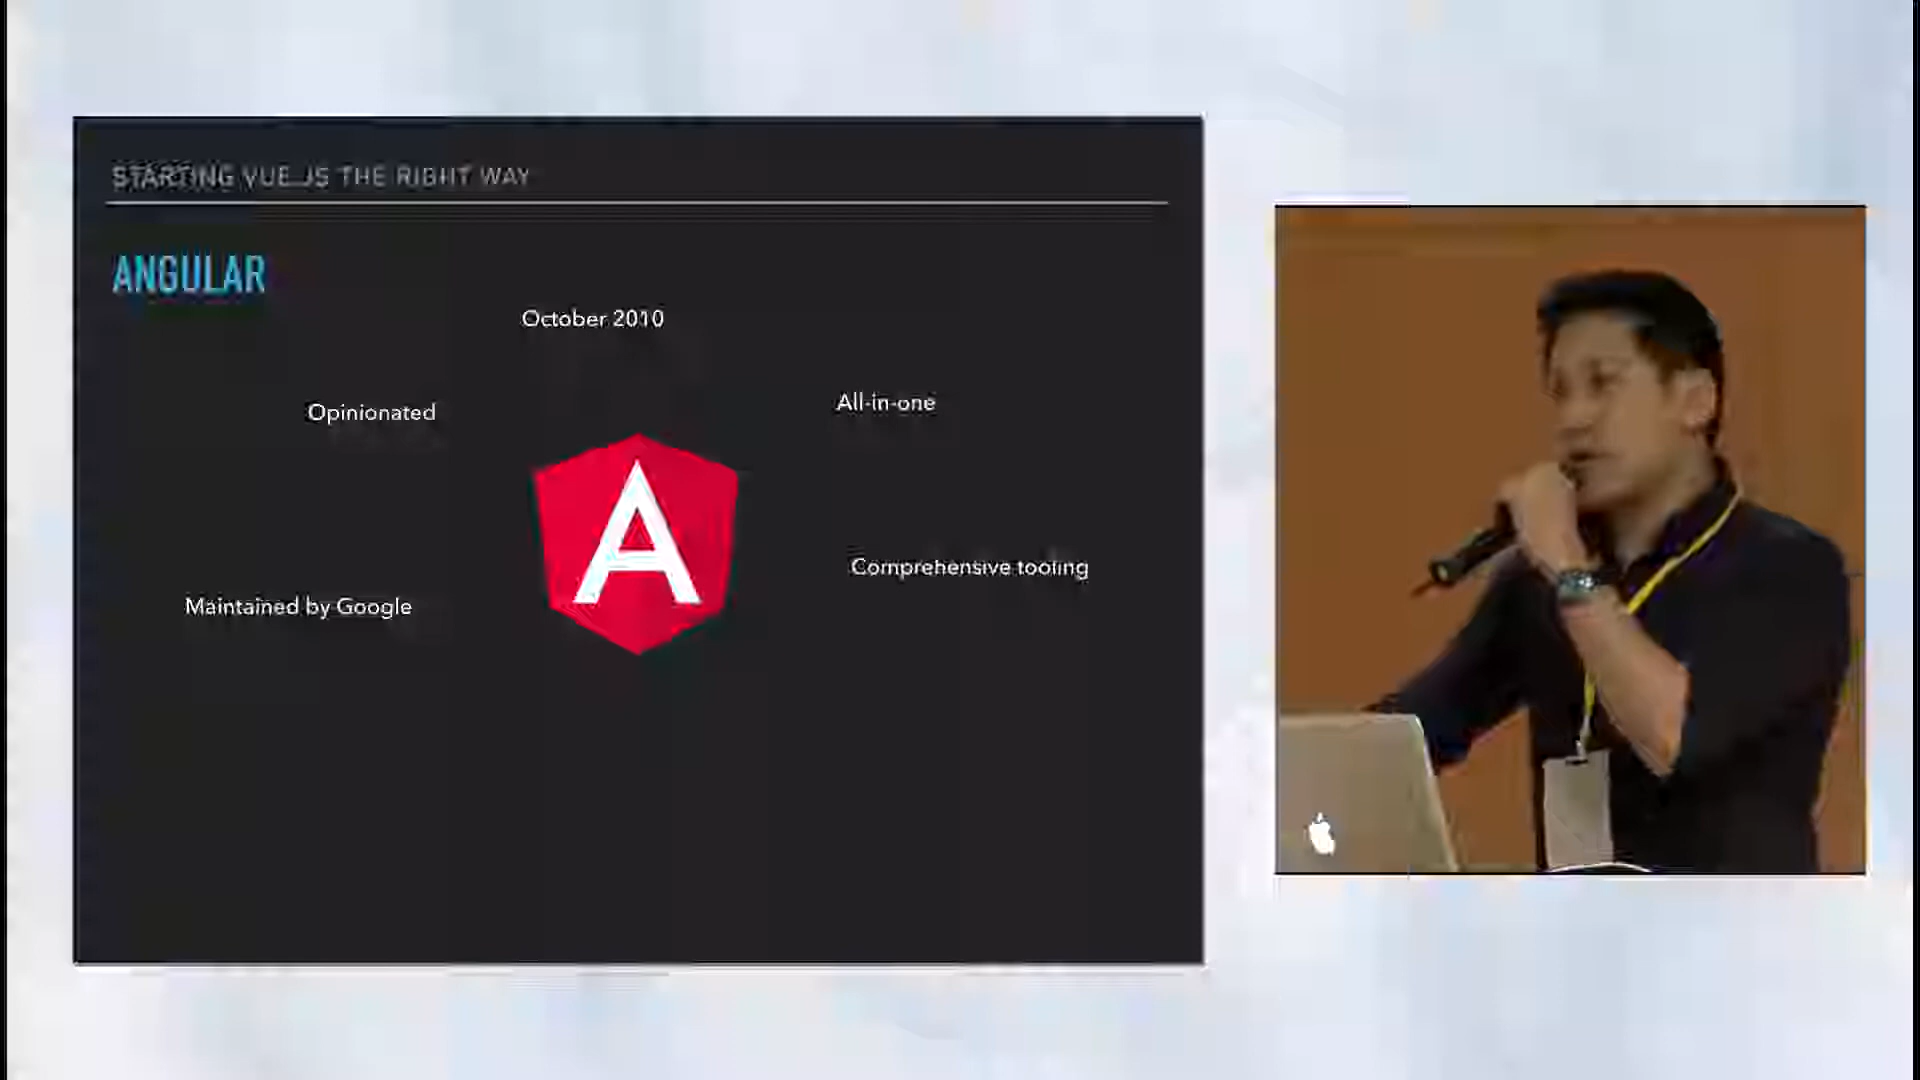 STARTING VUE.JS THE RIGHT WAY
ANGULAR
October 2010
Opinionated
All-in-one
Comprehensive tooling
Maintained by Google